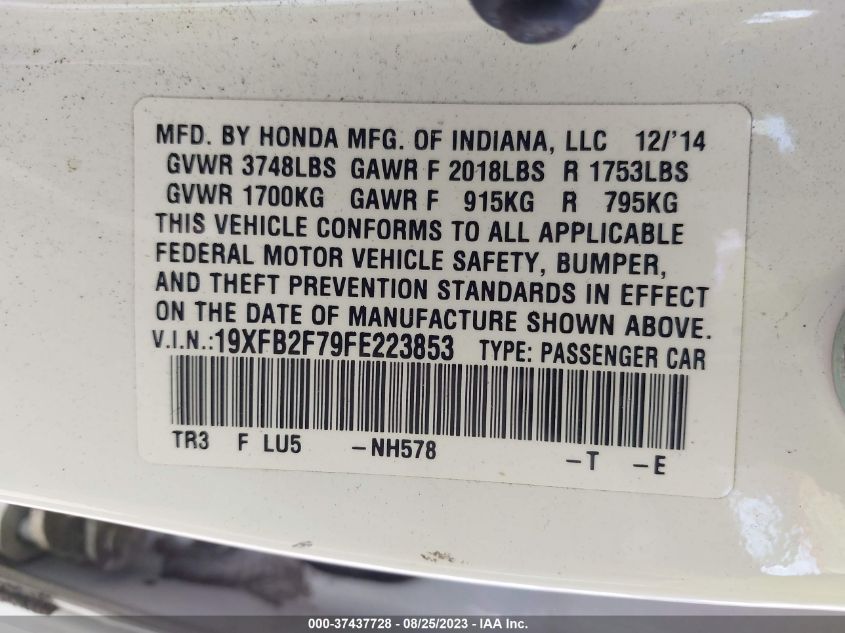 MFD. BY HONDA MFG. OF INDIANA, LLC 12/'14
GVWR 3748LBS GAWR F 2018LBS R 1753LBS
GVWR 1700KG GAWR F 915KG R 795KG
THIS VEHICLE CONFORMS TO ALL APPLICABLE
FEDERAL MOTOR VEHICLE SAFETY, BUMPER,
AND THEFT PREVENTION STANDARDS IN EFFECT
ON THE DATE OF MANUFACTURE SHOWN ABOVE.
V.I.N.:19XFB2F79FE223853 TYPE: PASSENGER CAR
TR3 F LU5 -NH578 -T -E
000-37437728 - 08/25/2023 - IAA Inc.